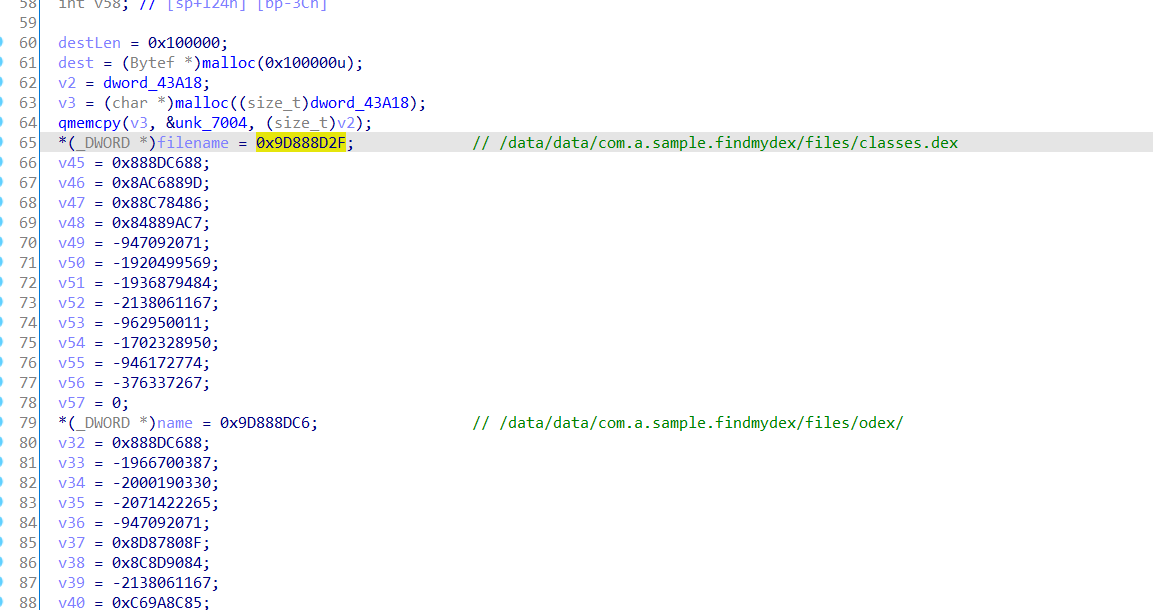 58 int v58; // [sp+124h] [bp-3Ch]
59
60 destLen = 0x100000;
61 dest = (Bytef *)malloc(0x100000u);
62 v2 = dword_43A18;
63 v3 = (char *)malloc((size_t)dword_43A18);
64 qmemcpy(v3, &unk_7004, (size_t)v2);
65 *(_DWORD *)filename = 0x9D888D2F; // /data/data/com.a.sample.findmydex/files/classes.dex
66 v45 = 0x888DC688;
67 v46 = 0x8AC6889D;
68 v47 = 0x88C78486;
69 v48 = 0x84889AC7;
70 v49 = -947092071;
71 v50 = -1920499569;
72 v51 = -1936879484;
73 v52 = -2138061167;
74 v53 = -962950011;
75 v54 = -1702328950;
76 v55 = -946172774;
77 v56 = -376337267;
78 v57 = 0;
79 *(_DWORD *)name = 0x9D888DC6; // /data/data/com.a.sample.findmydex/files/odex/
80 v32 = 0x888DC688;
81 v33 = -1966700387;
82 v34 = -2000190330;
83 v35 = -2071422265;
84 v36 = -947092071;
85 v37 = 0x8D87808F;
86 v38 = 0x8C8D9084;
87 v39 = -2138061167;
88 v40 = 0xC69A8C85;